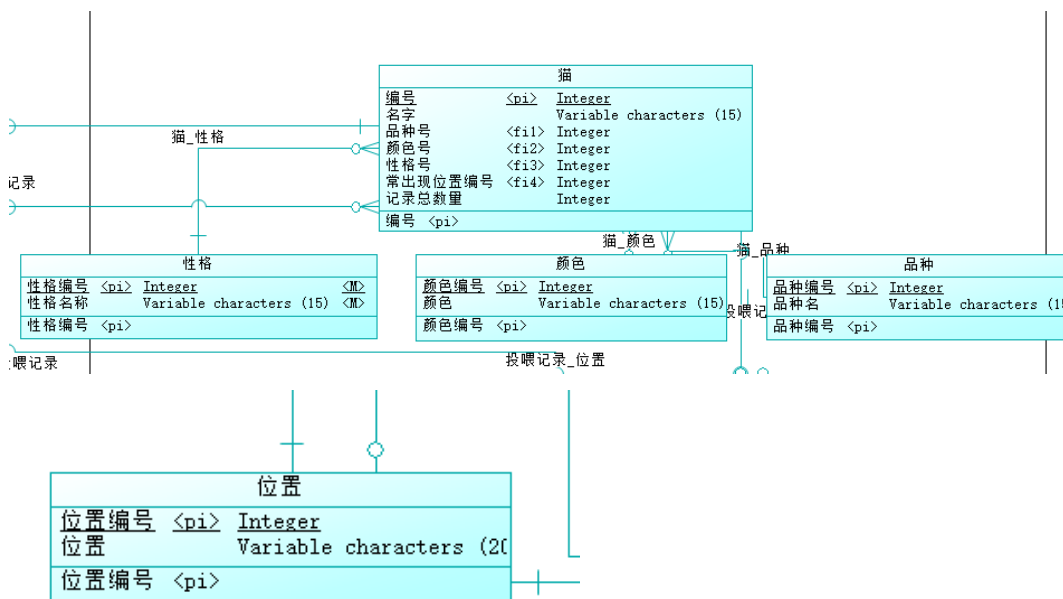 猫
编号 <pi> Integer
名字 Variable characters (15)
品种号 <fi1> Integer
颜色号 <fi2> Integer
性格号 <fi3> Integer
常出现位置编号 <fi4> Integer
记录总数量 Integer
编号 <pi>
猫_性格
记录
猫_颜色
猫_品种
性格
性格编号 <pi> Integer <M>
性格名称 Variable characters (15) <M>
性格编号 <pi>
颜色
颜色编号 <pi> Integer
颜色 Variable characters (15)
颜色编号 <pi>
投喂记
品种
品种编号 <pi> Integer
品种名 Variable characters (15
品种编号 <pi>
喂记录
投喂记录_位置
位置
位置编号 <pi> Integer
位置 Variable characters (20
位置编号 <pi>